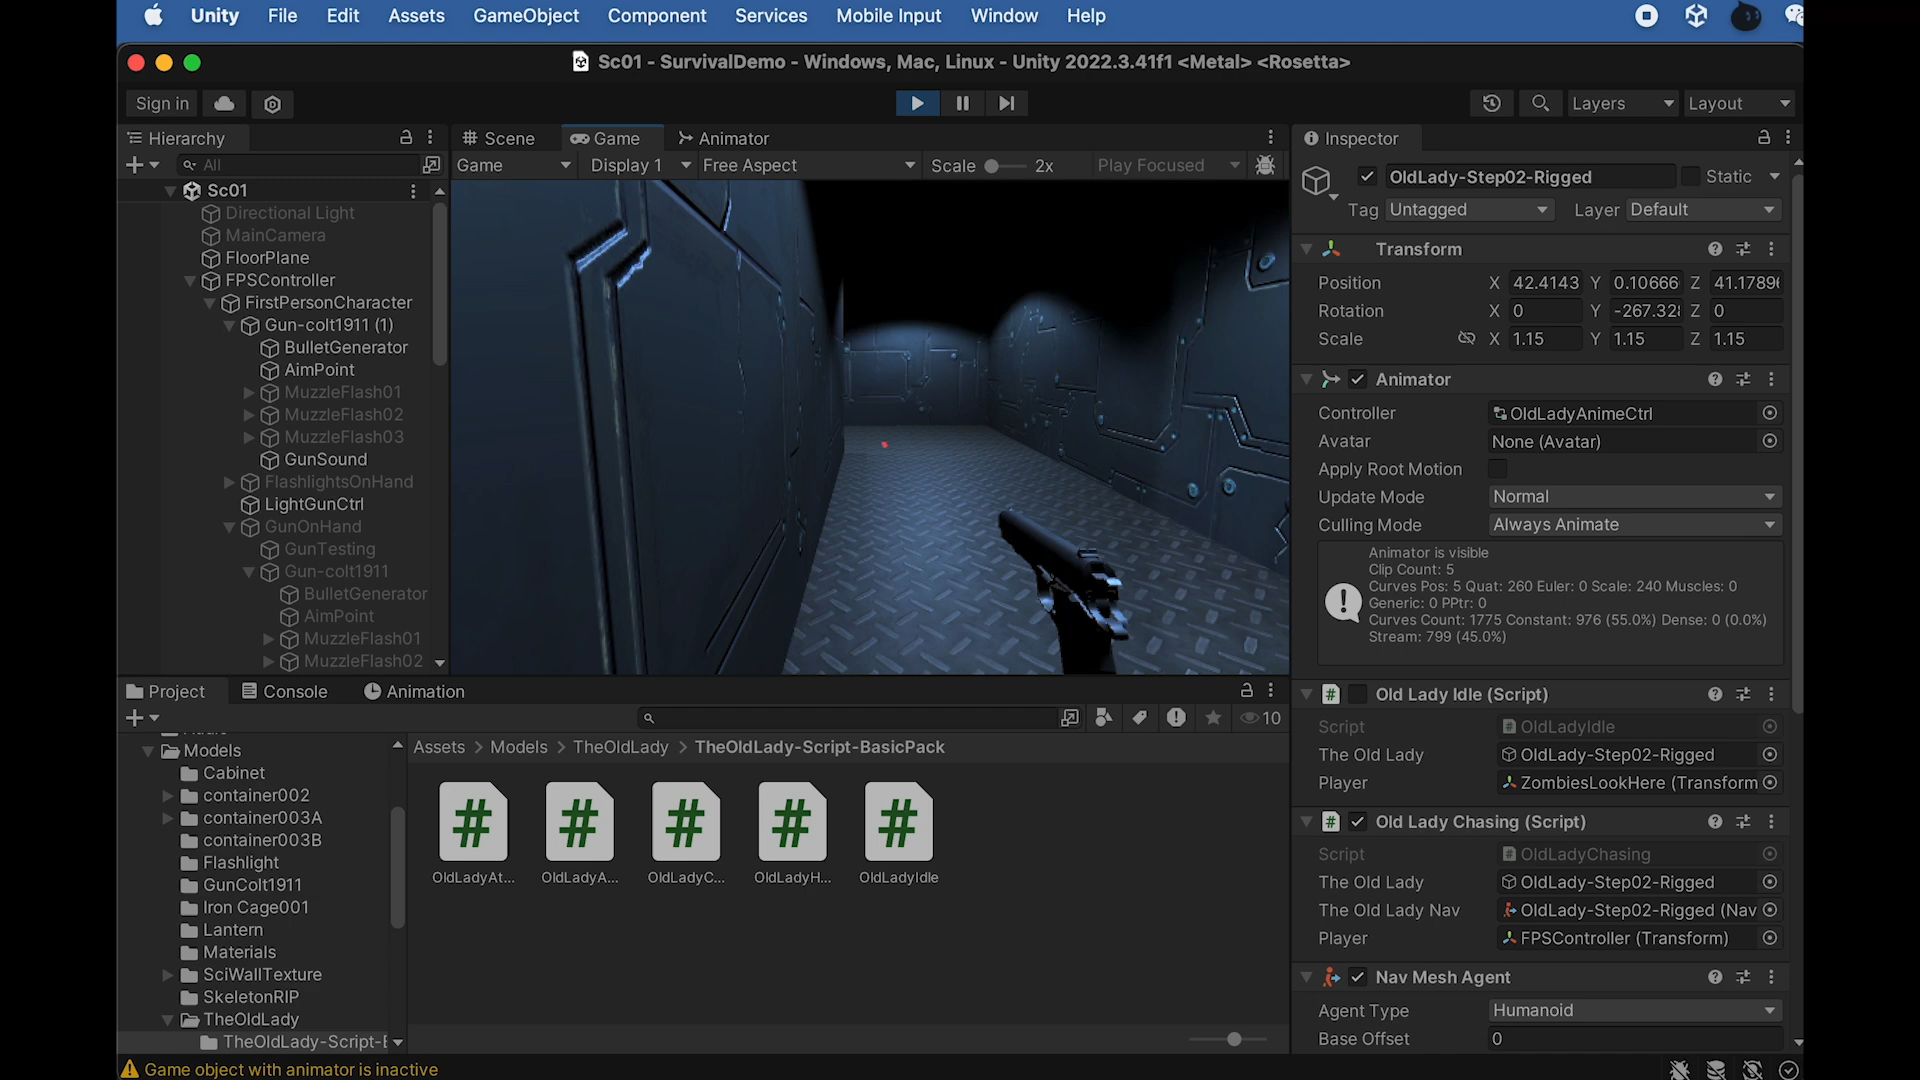 Unity File Edit Assets GameObject Component Services Mobile Input Window Help
Sc01 - SurvivalDemo - Windows, Mac, Linux - Unity 2022.3.41f1 <Metal> <Rosetta>
Sign in
Layers
Layout
Hierarchy
All
Sc01
Directional Light
MainCamera
FloorPlane
FPSController
FirstPersonCharacter
Gun-colt1911 (1)
BulletGenerator
AimPoint
MuzzleFlash01
MuzzleFlash02
MuzzleFlash03
GunSound
FlashlightsOnHand
LightGunCtrl
GunOnHand
GunTesting
Gun-colt1911
BulletGenerator
AimPoint
MuzzleFlash01
MuzzleFlash02
Scene Game Animator
Game Display 1 Free Aspect Scale 2x Play Focused
Inspector
OldLady-Step02-Rigged Static
Tag Untagged Layer Default
Transform
Position X 42.4143 Y 0.10666 Z 41.1789
Rotation X 0 Y -267.32 Z 0
Scale X 1.15 Y 1.15 Z 1.15
Animator
Controller OldLadyAnimeCtrl
Avatar None (Avatar)
Apply Root Motion
Update Mode Normal
Culling Mode Always Animate
Animator is visible
Clip Count: 5
Curves Pos: 5 Quat: 260 Euler: 0 Scale: 240 Muscles: 0
Generic: 0 PPtr: 0
Curves Count: 1775 Constant: 976 (55.0%) Dense: 0 (0.0%)
Stream: 799 (45.0%)
Old Lady Idle (Script)
Script OldLadyIdle
The Old Lady OldLady-Step02-Rigged
Player ZombiesLookHere (Transform
Old Lady Chasing (Script)
Script OldLadyChasing
The Old Lady OldLady-Step02-Rigged
The Old Lady Nav OldLady-Step02-Rigged (Nav
Player FPSController (Transform)
Nav Mesh Agent
Agent Type Humanoid
Base Offset 0
Project Console Animation
10
Models
Cabinet
container002
container003A
container003B
Flashlight
GunColt1911
Iron Cage001
Lantern
Materials
SciWallTexture
SkeletonRIP
TheOldLady
TheOldLady-Script-
Assets > Models > TheOldLady > TheOldLady-Script-BasicPack
OldLadyAt... OldLadyA... OldLadyC... OldLadyH... OldLadyIdle
Game object with animator is inactive